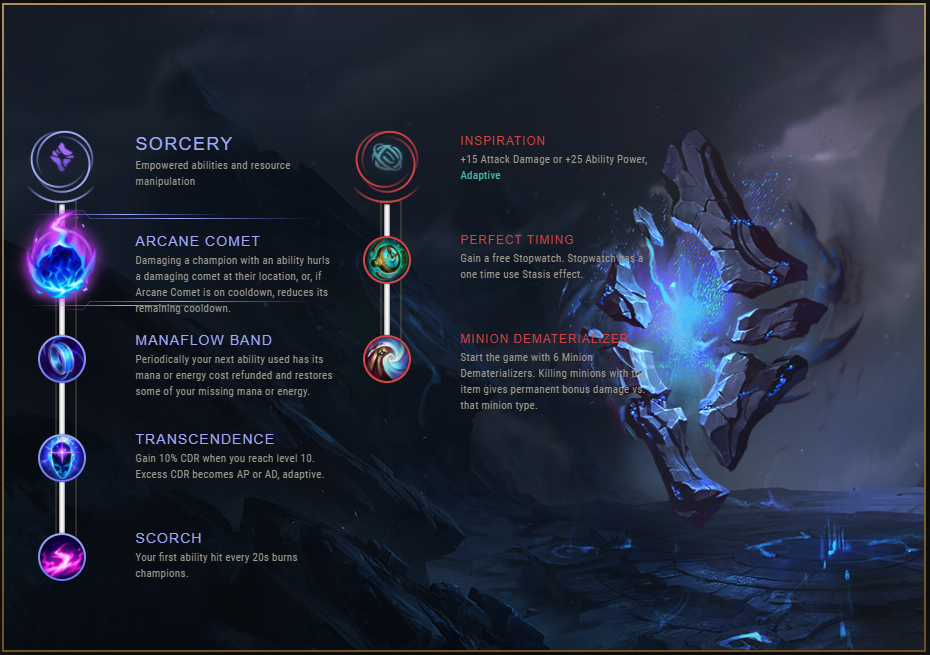 SORCERY
Empowered abilities and resource
manipulation
ARCANE COMET
Damaging a champion with an ability hurls
a damaging comet at their location, or, if
Arcane Comet is on cooldown, reduces its
remaining cooldown.
MANAFLOW BAND
Periodically your next ability used has its
mana or energy cost refunded and restores
some of your missing mana or energy.
TRANSCENDENCE
Gain 10% CDR when you reach level 10.
Excess CDR becomes AP or AD, adaptive.
SCORCH
Your first ability hit every 20s burns
champions.
INSPIRATION
+15 Attack Damage or +25 Ability Power,
Adaptive
PERFECT TIMING
Gain a free Stopwatch. Stopwatch has a
one time use Stasis effect.
MINION DEMATERIALIZER
Start the game with 6 Minion
Dematerializers. Killing minions with the
item gives permanent bonus damage vs.
that minion type.